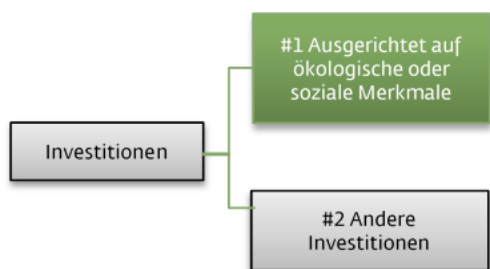 #1 Ausgerichtet auf
ökologische oder
soziale Merkmale
Investitionen
#2 Andere
Investitionen